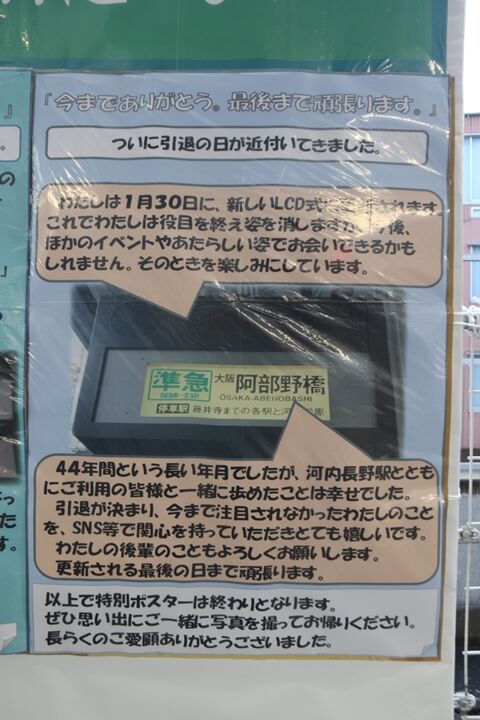 『今までありがとう。最後まで頑張ります。』
ついに引退の日が近付いてきました。
わたしは1月30日に、新しいLCD式に されます。
これでわたしは役目を終え姿を消しますが 後、
ほかのイベントやあたらしい姿でお会いできるかも
しれません。そのときを楽しみにしています。
準急 大阪 阿部野橋
SEMI-EXP. OSAKA-ABENOBASHI
停車駅 藤井寺までの各駅と河 原
44年間という長い年月でしたが、河内長野駅ととも
にご利用の皆様と一緒に歩めたことは幸せでした。
引退が決まり、今まで注目されなかったわたしのこと
を、SNS等で関心を持っていただきとても嬉しいです。
わたしの後輩のこともよろしくお願いします。
更新される最後の日まで頑張ります。
以上で特別ポスターは終わりとなります。
ぜひ思い出にご一緒に写真を撮ってお帰りください。
長らくのご愛顧ありがとうございました。